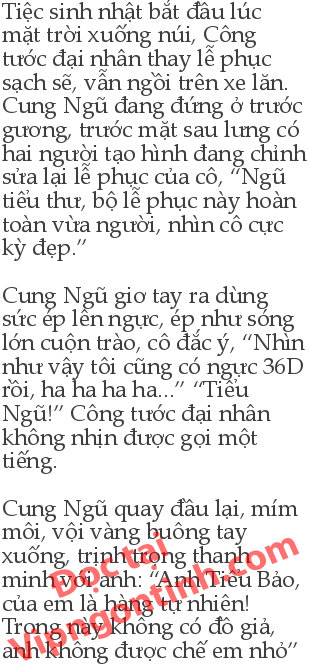 Tiệc sinh nhật bắt đầu lúc
mặt trời xuống núi, Công
tước đại nhân thay lễ phục
sạch sẽ, vẫn ngồi trên xe lăn.
Cung Ngũ đang đứng ở trước
gương, trước mặt sau lưng có
hai người tạo hình đang chỉnh
sửa lại lễ phục của cô, “Ngũ
tiểu thư, bộ lễ phục này hoàn
toàn vừa người, nhìn cô cực
kỳ đẹp.”
Cung Ngũ giơ tay ra dùng
sức ép lên ngực, ép như sóng
lớn cuộn trào, cô đắc ý, “Nhìn
như vậy tôi cũng có ngực 36D
rồi, ha ha ha ha...” “Tiểu
Ngũ!” Công tước đại nhân
không nhịn được gọi một
tiếng.
Cung Ngũ quay đầu lại, mím
môi, vội vàng buông tay
xuống, trịnh trọng thanh
minh với anh: “Anh Tiểu Bảo,
của em là hàng tự nhiên!
Trong này không có đồ giả,
anh không được chê em nhỏ”
Đọc tại
Vipngontinh.com